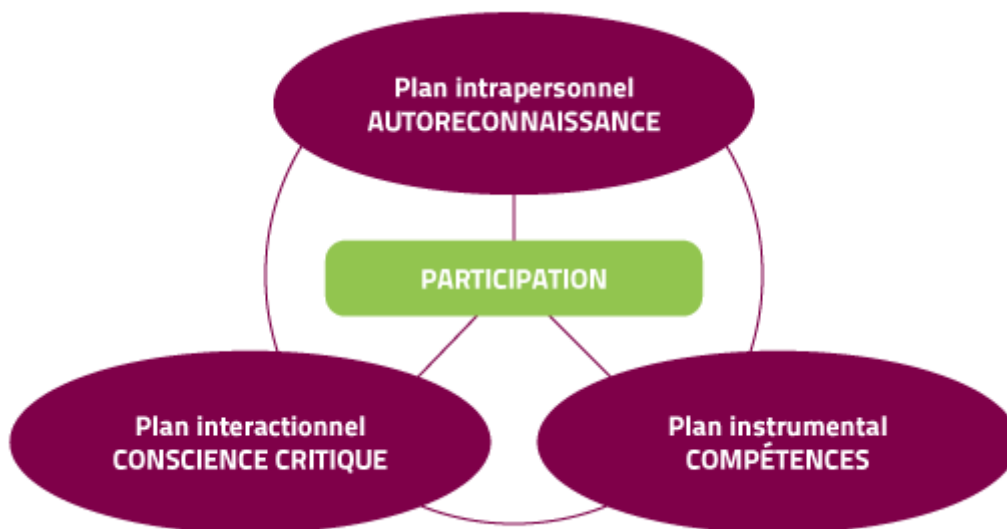 Plan intrapersonnel
AUTORECONNAISSANCE
PARTICIPATION
Plan interactionnel
CONSCIENCE CRITIQUE
Plan instrumental
COMPÉTENCES